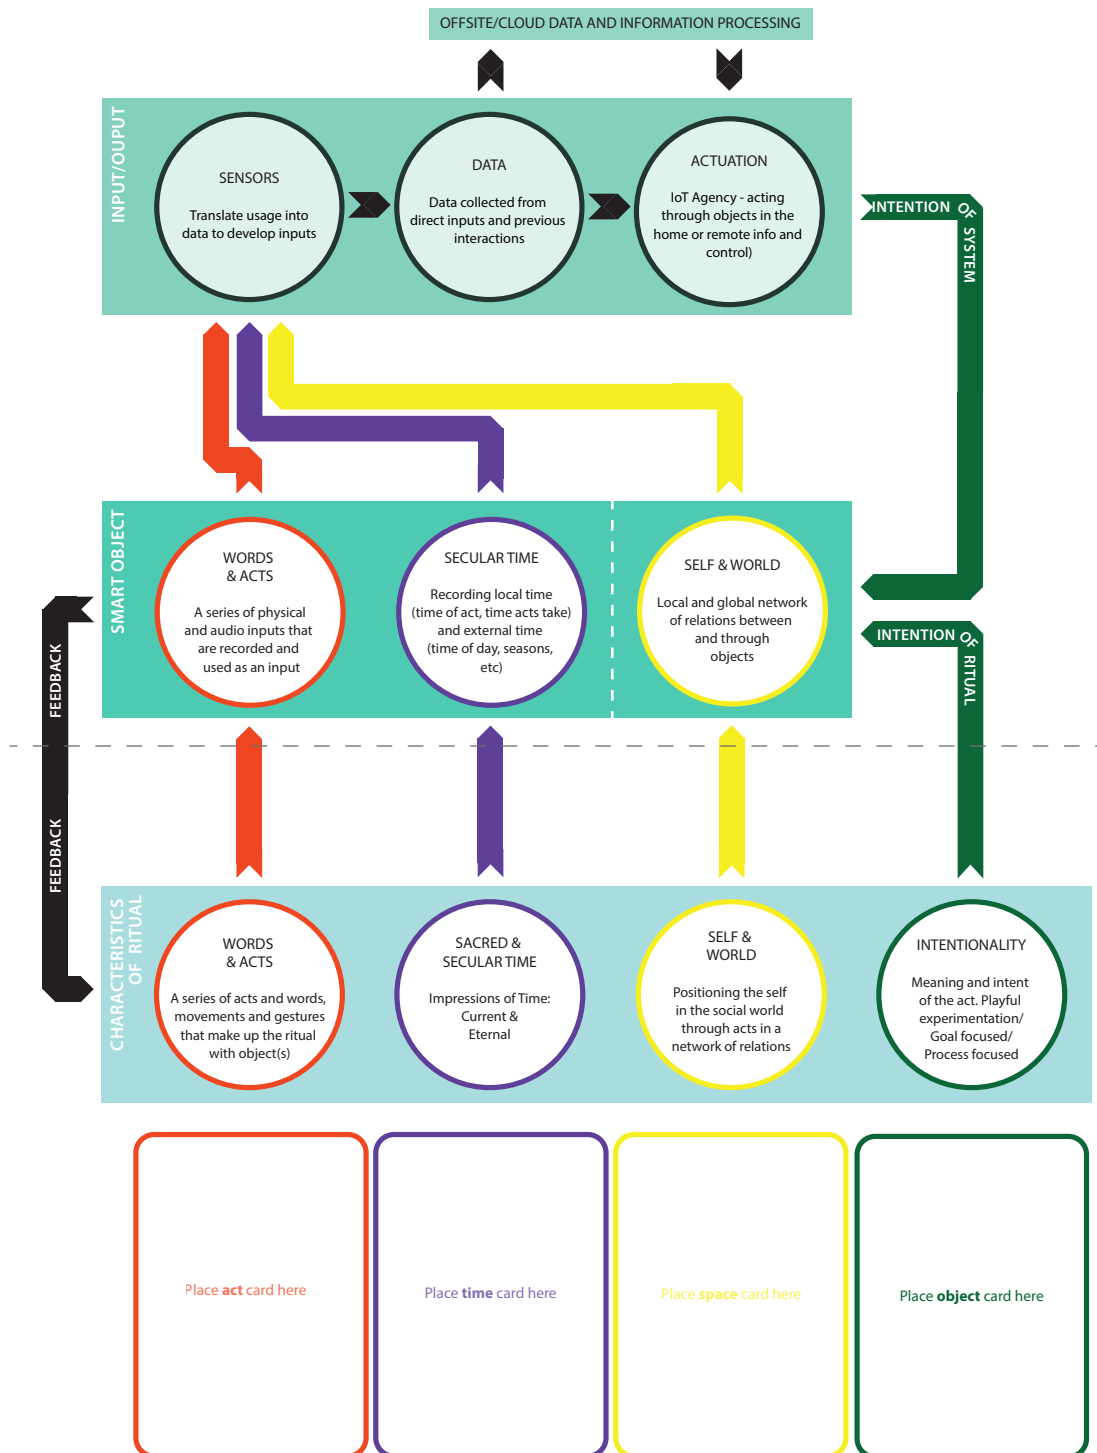 OFFSITE/CLOUD DATA AND INFORMATION PROCESSING
INPUT/OUPUT
SENSORS
Translate usage into
data to develop inputs
DATA
Data collected from
direct inputs and previous
interactions
ACTUATION
IoT Agency - acting
through objects in the
home or remote info and
control)
INTENTION OF SYSTEM
SMART OBJECT
WORDS
& ACTS
A series of physical
and audio inputs that
are recorded and
used as an input
SECULAR TIME
Recording local time
(time of act, time acts take)
and external time
(time of day, seasons,
etc)
SELF & WORLD
Local and global network
of relations between
and through
objects
INTENTION OF RITUAL
FEEDBACK
FEEDBACK
CHARACTERISTICS
OF RITUAL
WORDS
& ACTS
A series of acts and words,
movements and gestures
that make up the ritual
with object(s)
SACRED &
SECULAR TIME
Impressions of Time:
Current &
Eternal
SELF &
WORLD
Positioning the self
in the social world
through acts in a
network of relations
INTENTIONALITY
Meaning and intent
of the act. Playful
experimentation/
Goal focused/
Process focused
Place act card here
Place time card here
Place space card here
Place object card here